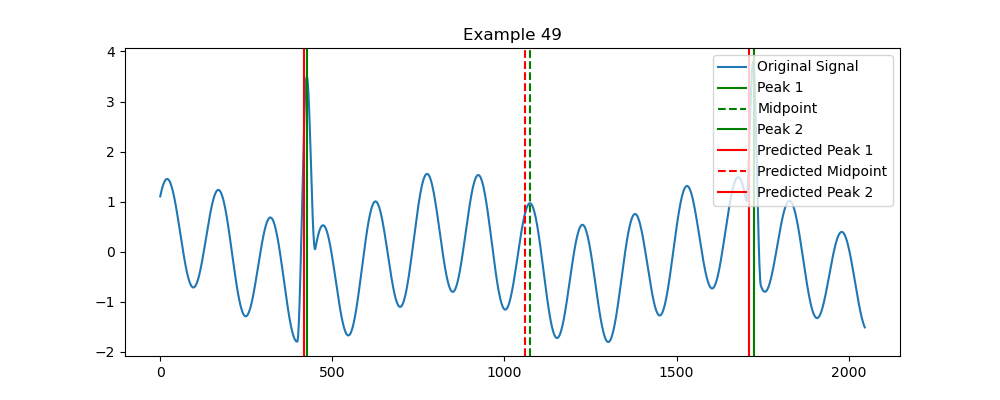 Example 49
4
3
2
1
0
−1
−2
0
500
1000
1500
2000
Original Signal
Peak 1
Midpoint
Peak 2
Predicted Peak 1
Predicted Midpoint
Predicted Peak 2